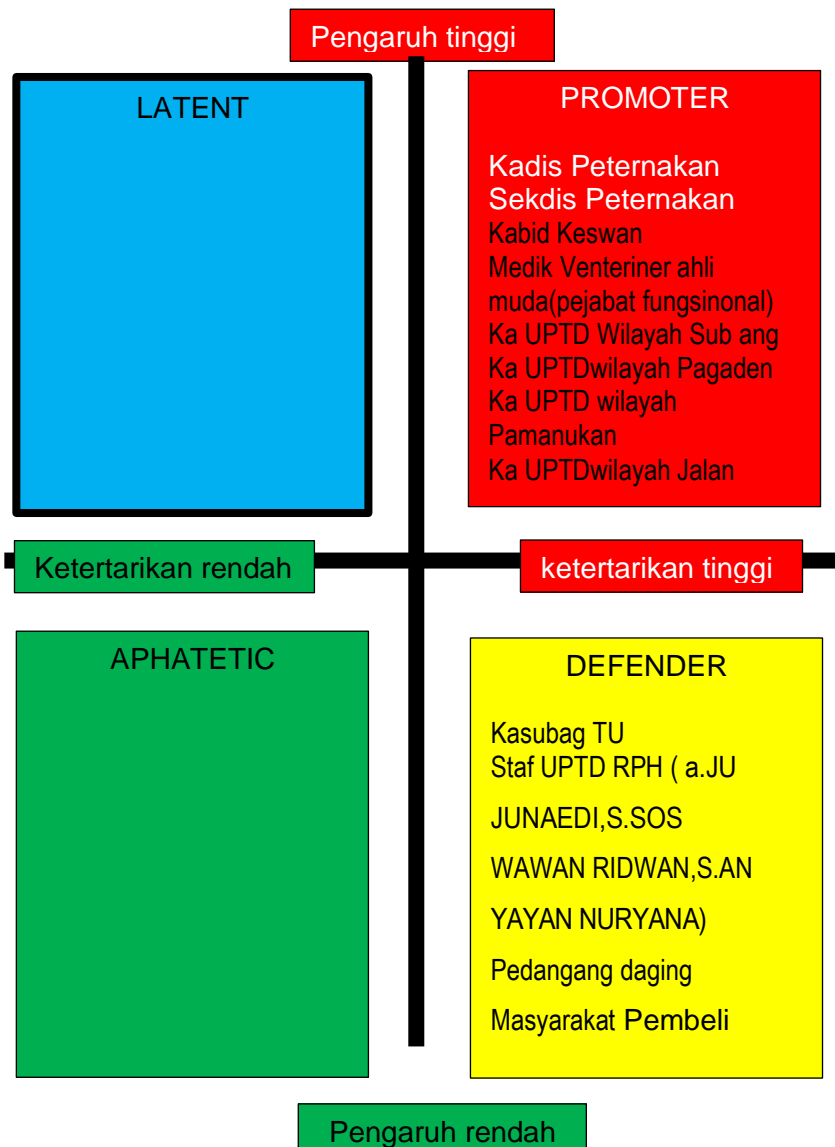 Pengaruh tinggi
LATENT
PROMOTER
Kadis Peternakan
Sekdis Peternakan
Kabid Keswan
Medik Venteriner ahli
muda(pejabat fungsinonal)
Ka UPTD Wilayah Sub ang
Ka UPTDwilayah Pagaden
Ka UPTD wilayah
Pamanukan
Ka UPTDwilayah Jalan
Ketertarikan rendah
ketertarikan tinggi
APHATETIC
DEFENDER
Kasubag TU
Staf UPTD RPH ( a.JU
JUNAEDI,S.SOS
WAWAN RIDWAN,S.AN
YAYAN NURYANA)
Pedangang daging
Masyarakat Pembeli
Pengaruh rendah